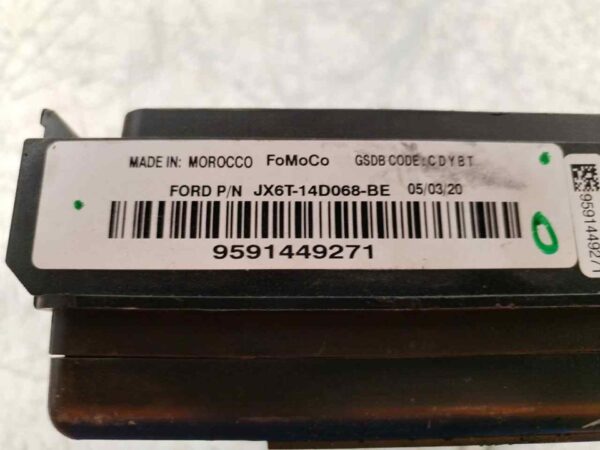 MADE IN: MOROCCO FoMoCo GSDB CODE: CDYBT
FORD P/N JX6T-14D068-BE 05/03/20
9591449271
9591449271